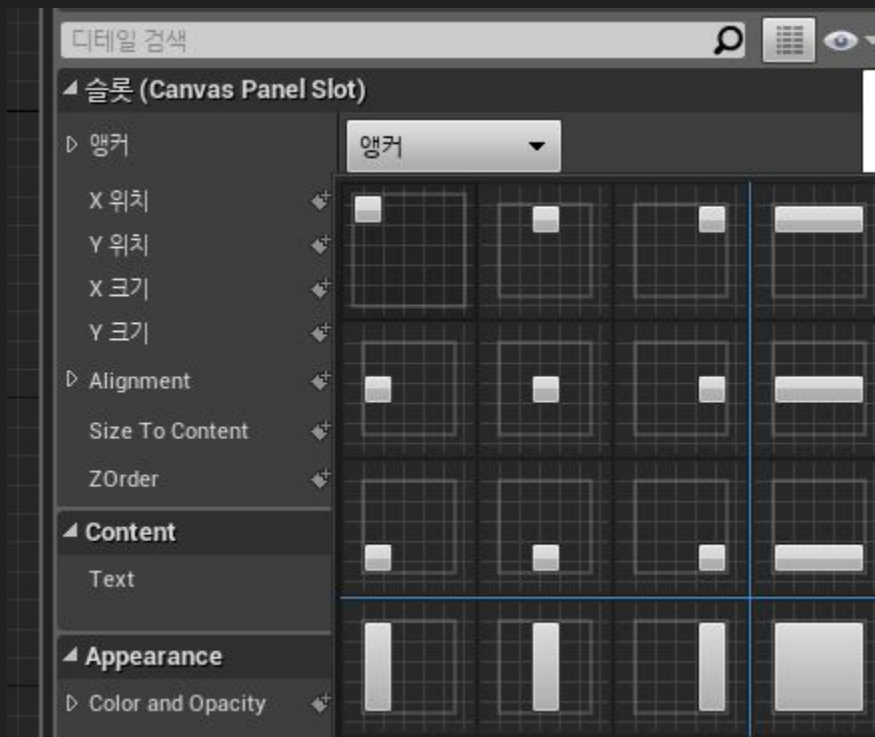 디테일 검색
슬롯 (Canvas Panel Slot)
앵커
앵커
X 위치
Y 위치
X 크기
Y 크기
Alignment
Size To Content
ZOrder
Content
Text
Appearance
Color and Opacity